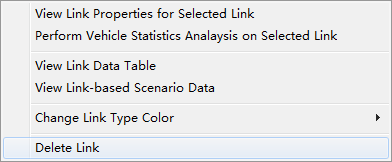 View Link Properties for Selected Link
Perform Vehicle Statistics Analaysis on Selected Link
View Link Data Table
View Link-based Scenario Data
Change Link Type Color
Delete Link